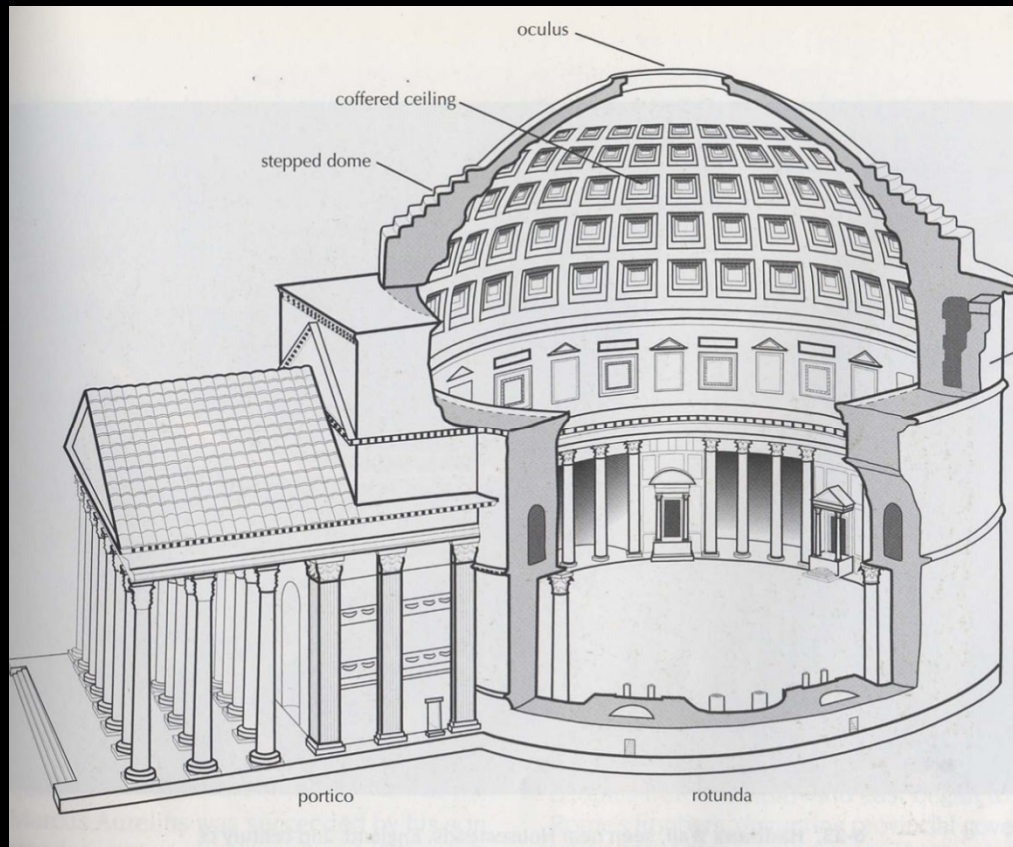 oculus
coffered ceiling
stepped dome
portico
rotunda